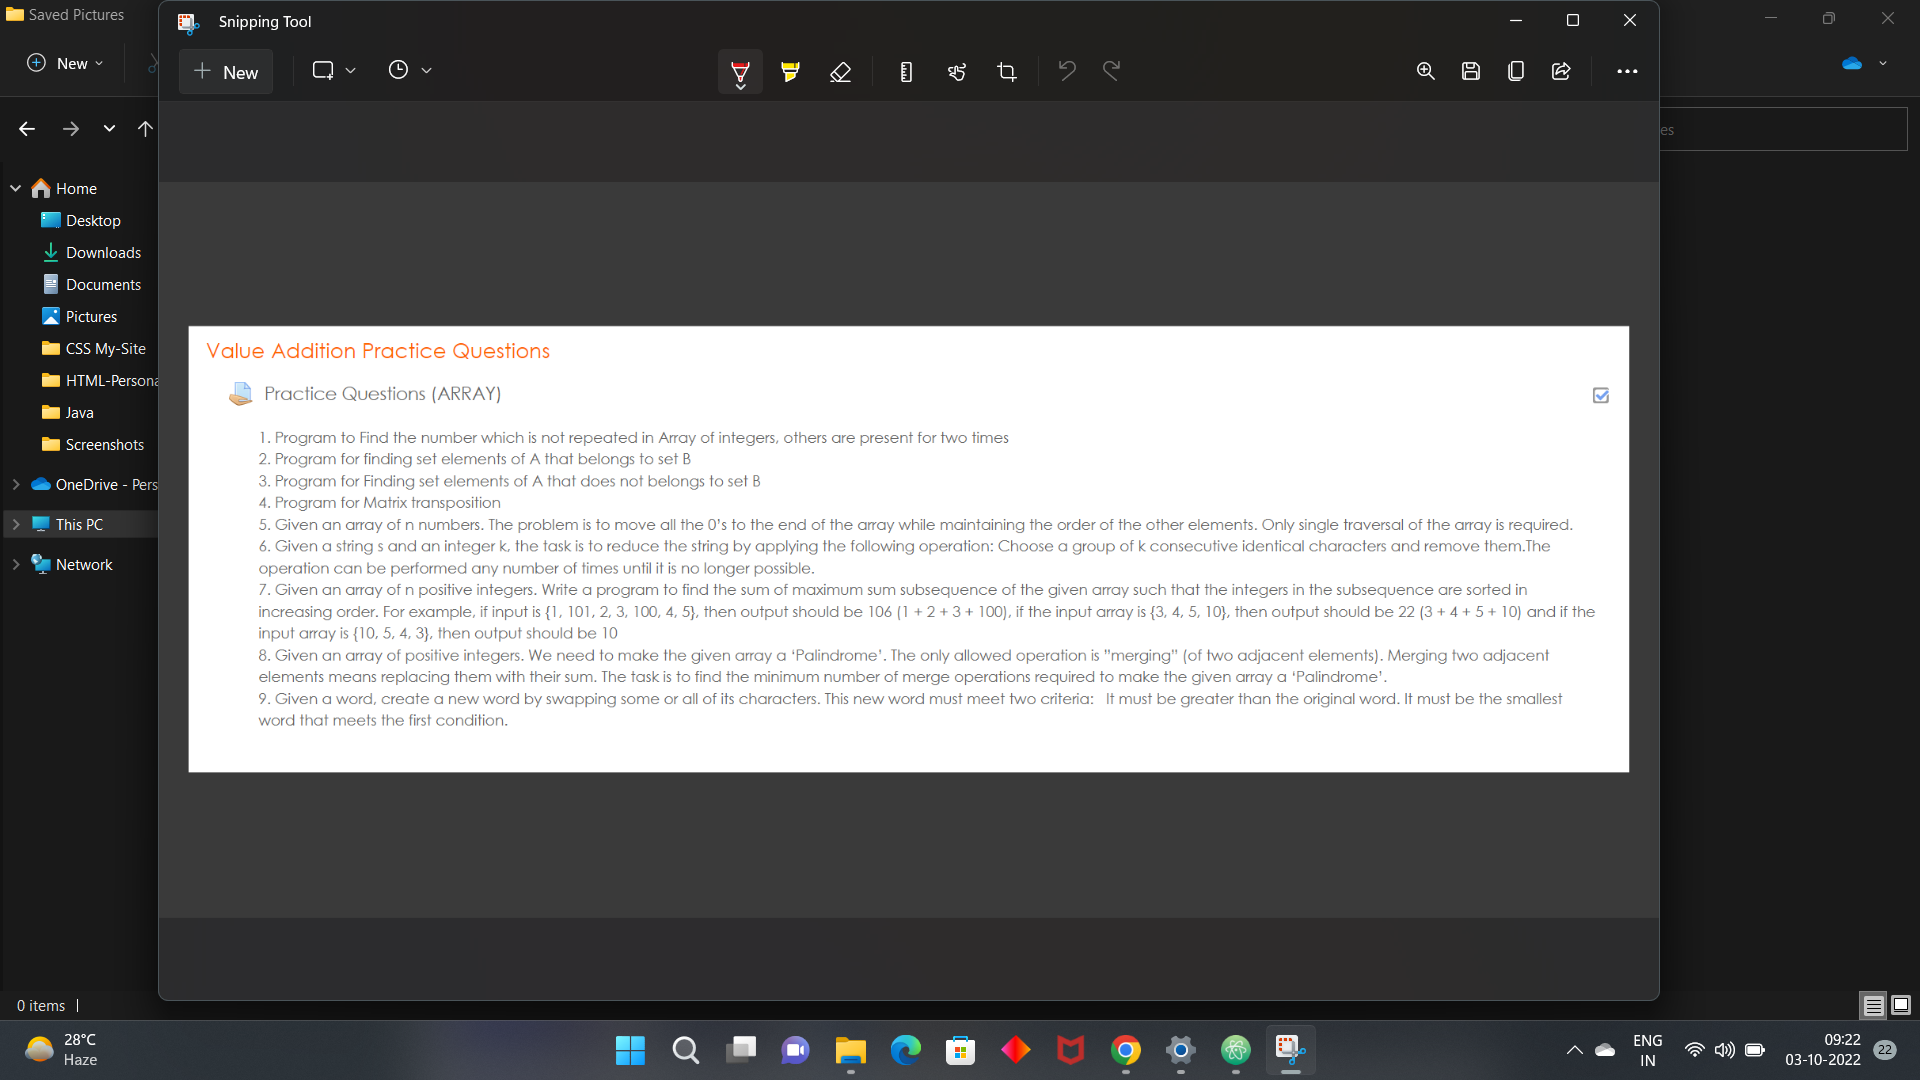 Saved Pictures
Snipping Tool
New
New
es
Home
Desktop
Downloads
Documents
Pictures
CSS My-Site
HTML-Persona
Java
Screenshots
OneDrive - Pers
This PC
Network
Value Addition Practice Questions
Practice Questions (ARRAY)
1. Program to Find the number which is not repeated in Array of integers, others are present for two times
2. Program for finding set elements of A that belongs to set B
3. Program for Finding set elements of A that does not belongs to set B
4. Program for Matrix transposition
5. Given an array of n numbers. The problem is to move all the 0's to the end of the array while maintaining the order of the other elements. Only single traversal of the array is required.
6. Given a string s and an integer k, the task is to reduce the string by applying the following operation: Choose a group of k consecutive identical characters and remove them.The
operation can be performed any number of times until it is no longer possible.
7. Given an array of n positive integers. Write a program to find the sum of maximum sum subsequence of the given array such that the integers in the subsequence are sorted in
increasing order. For example, if input is {1, 101, 2, 3, 100, 4, 5}, then output should be 106 (1 + 2 + 3 + 100), if the input array is {3, 4, 5, 10}, then output should be 22 (3 + 4 + 5 + 10) and if the
input array is {10, 5, 4, 3}, then output should be 10
8. Given an array of positive integers. We need to make the given array a ‘Palindrome’. The only allowed operation is ”merging” (of two adjacent elements). Merging two adjacent
elements means replacing them with their sum. The task is to find the minimum number of merge operations required to make the given array a ‘Palindrome’.
9. Given a word, create a new word by swapping some or all of its characters. This new word must meet two criteria:   It must be greater than the original word. It must be the smallest
word that meets the first condition.
0 items
28°C
Haze
ENG
IN
09:22
03-10-2022
22